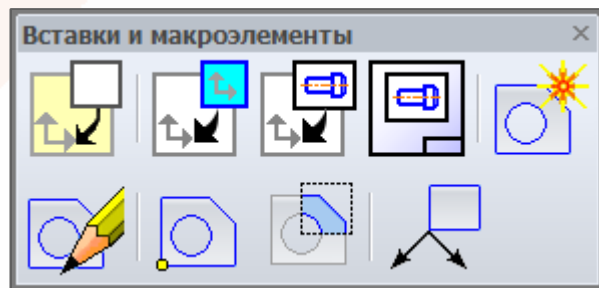 Вставки и макроэлементы